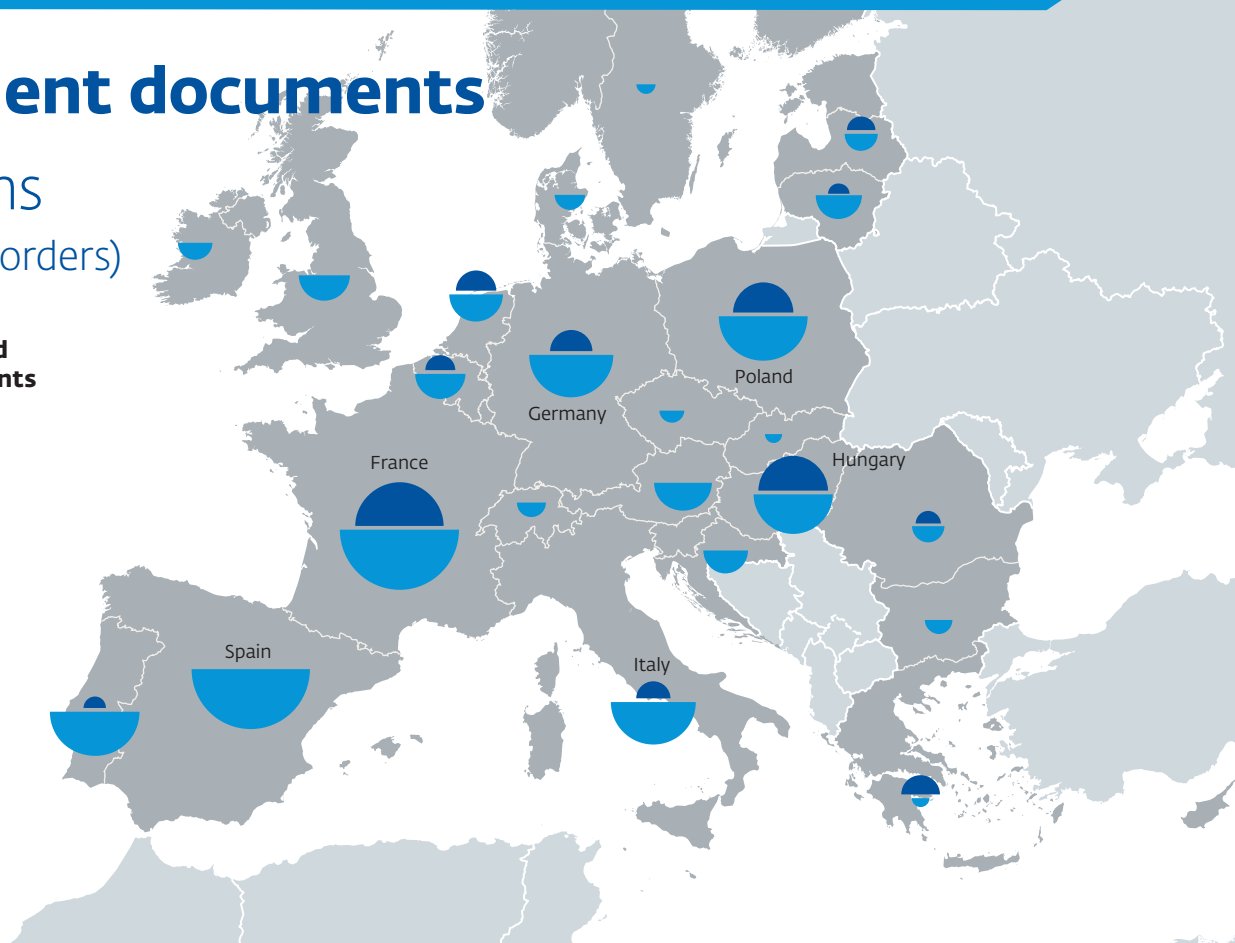 ent documents
ns
orders)
d
nts
Poland
Germany
Hungary
France
Spain
Italy